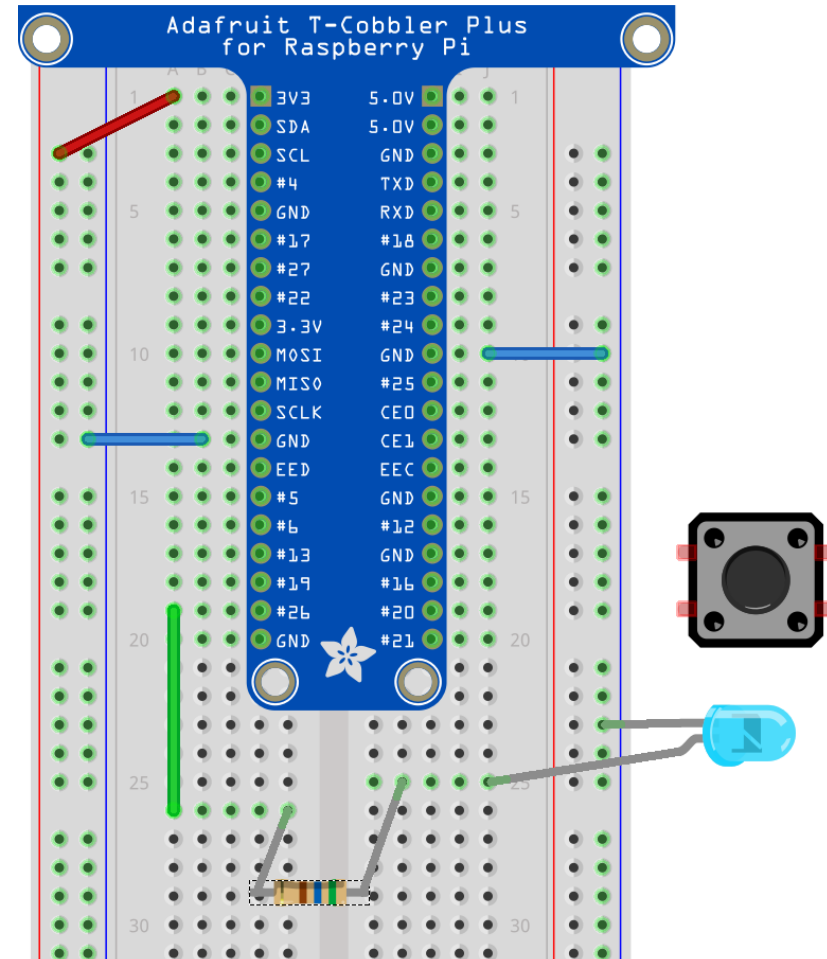 Adafruit T-Cobbler Plus
for Raspberry Pi
A B C J
1 3V3 5.0V 1
SDA 5.0V
SCL GND
#4 TXD
5 GND RXD 5
#17 #18
#27 GND
#22 #23
3.3V #24
10 MOSI GND
MISO #25
SCLK CE0
GND CE1
EED EEC
15 #5 GND 15
#6 #12
#13 GND
#19 #16
#26 #20
20 GND #21 20
25 25
30 30